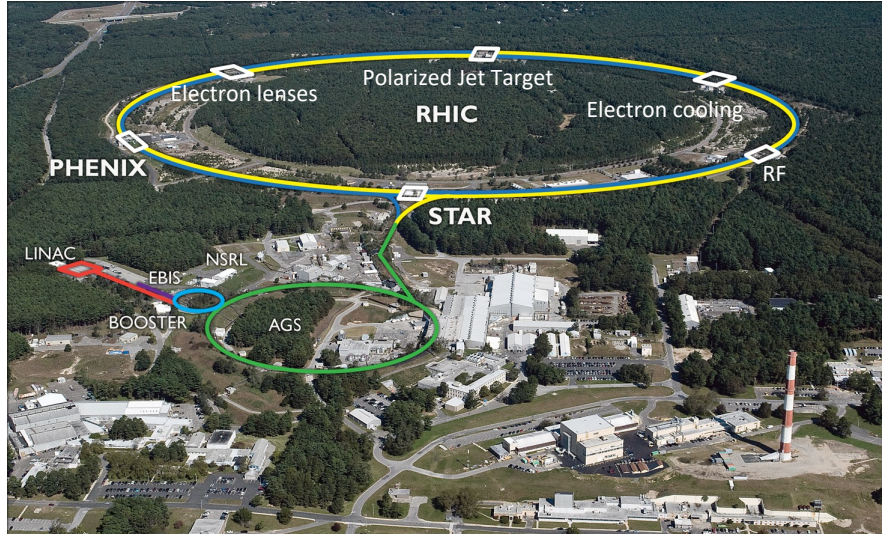 Electron lenses
Polarized Jet Target
RHIC
Electron cooling
PHENIX
RF
STAR
LINAC
NSRL
EBIS
BOOSTER
AGS